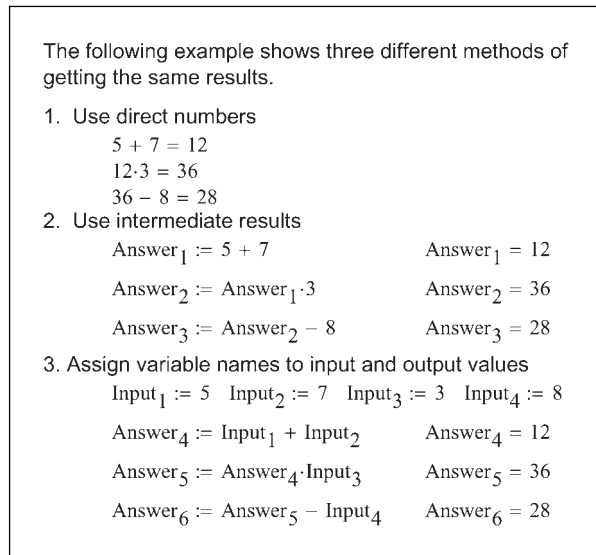 The following example shows three different methods of
getting the same results.
1. Use direct numbers
5 + 7 = 12
12·3 = 36
36 − 8 = 28
2. Use intermediate results
Answer₁ := 5 + 7 Answer₁ = 12
Answer₂ := Answer₁·3 Answer₂ = 36
Answer₃ := Answer₂ − 8 Answer₃ = 28
3. Assign variable names to input and output values
Input₁ := 5 Input₂ := 7 Input₃ := 3 Input₄ := 8
Answer₄ := Input₁ + Input₂ Answer₄ = 12
Answer₅ := Answer₄·Input₃ Answer₅ = 36
Answer₆ := Answer₅ − Input₄ Answer₆ = 28